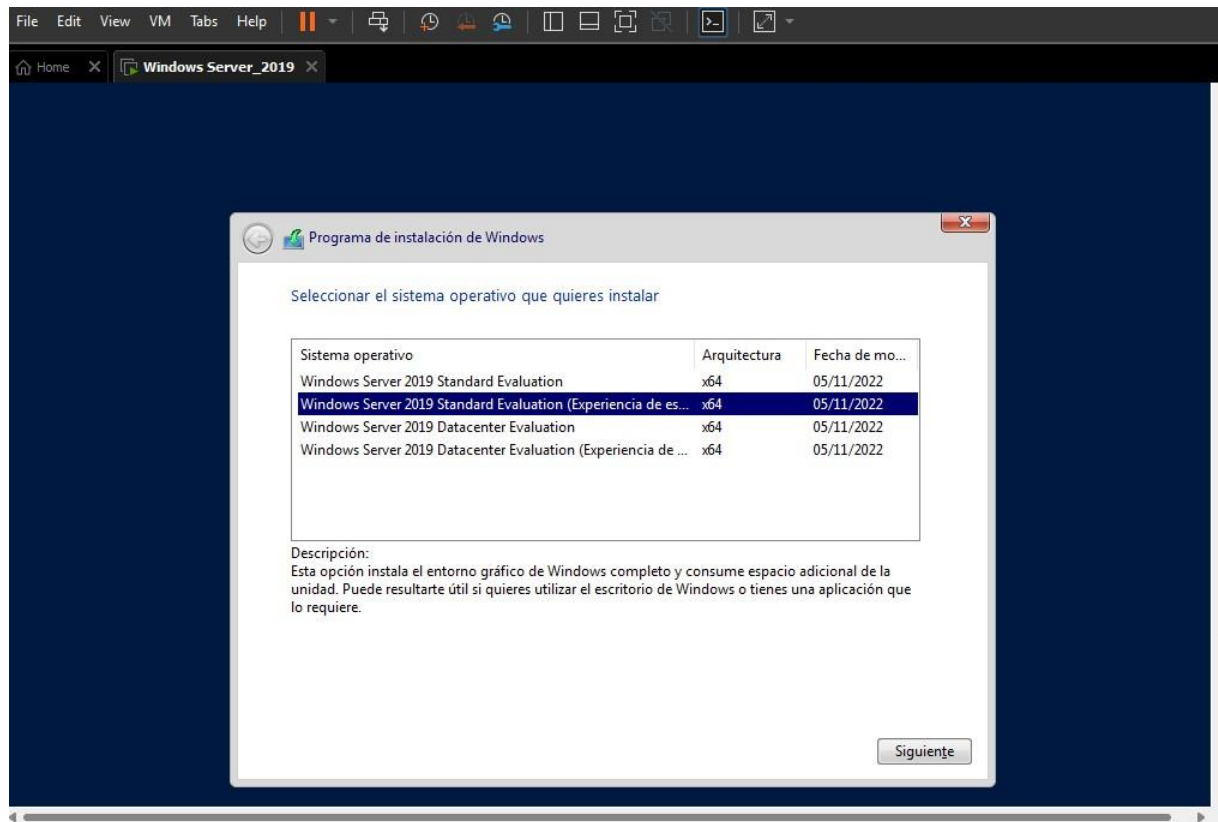 File Edit View VM Tabs Help
Home Windows Server_2019
Programa de instalación de Windows
Seleccionar el sistema operativo que quieres instalar
Sistema operativo Arquitectura Fecha de mo...
Windows Server 2019 Standard Evaluation x64 05/11/2022
Windows Server 2019 Standard Evaluation (Experiencia de es... x64 05/11/2022
Windows Server 2019 Datacenter Evaluation x64 05/11/2022
Windows Server 2019 Datacenter Evaluation (Experiencia de ... x64 05/11/2022
Descripción:
Esta opción instala el entorno gráfico de Windows completo y consume espacio adicional de la
unidad. Puede resultarte útil si quieres utilizar el escritorio de Windows o tienes una aplicación que
lo requiere.
Siguiente